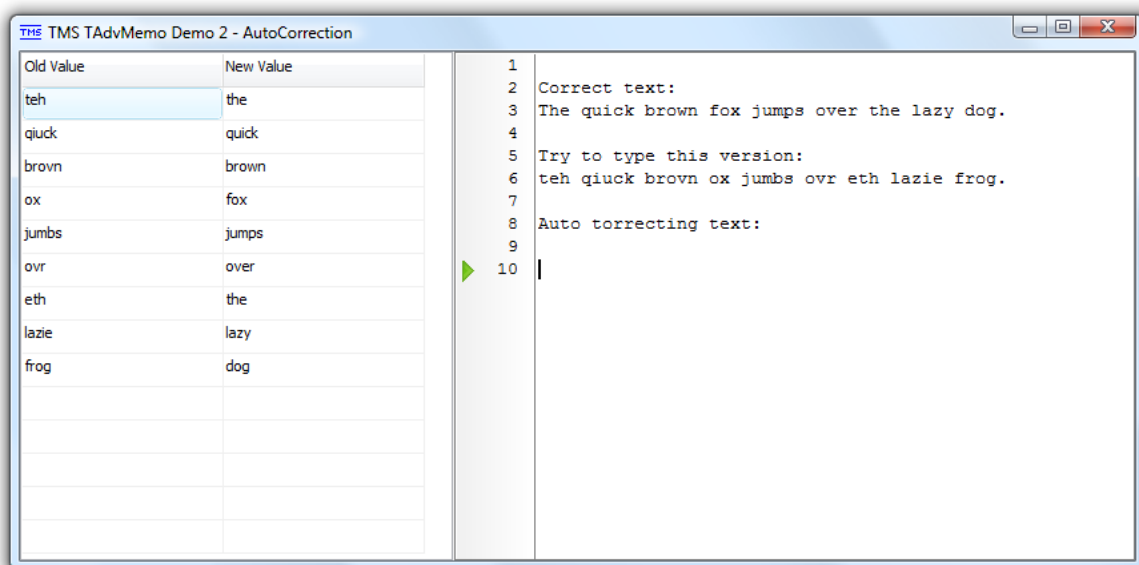 TMS TMS TAdvMemo Demo 2 - AutoCorrection
Old Value New Value
teh the
qiuck quick
brovn brown
ox fox
jumbs jumps
ovr over
eth the
lazie lazy
frog dog
1
2 Correct text:
3 The quick brown fox jumps over the lazy dog.
4
5 Try to type this version:
6 teh qiuck brovn ox jumbs ovr eth lazie frog.
7
8 Auto torrecting text:
9
10